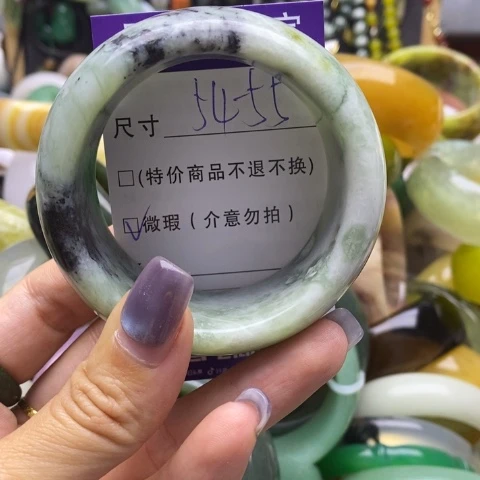 尺寸 54-55
□(特价商品不退不换)
☑微瑕(介意勿拍)